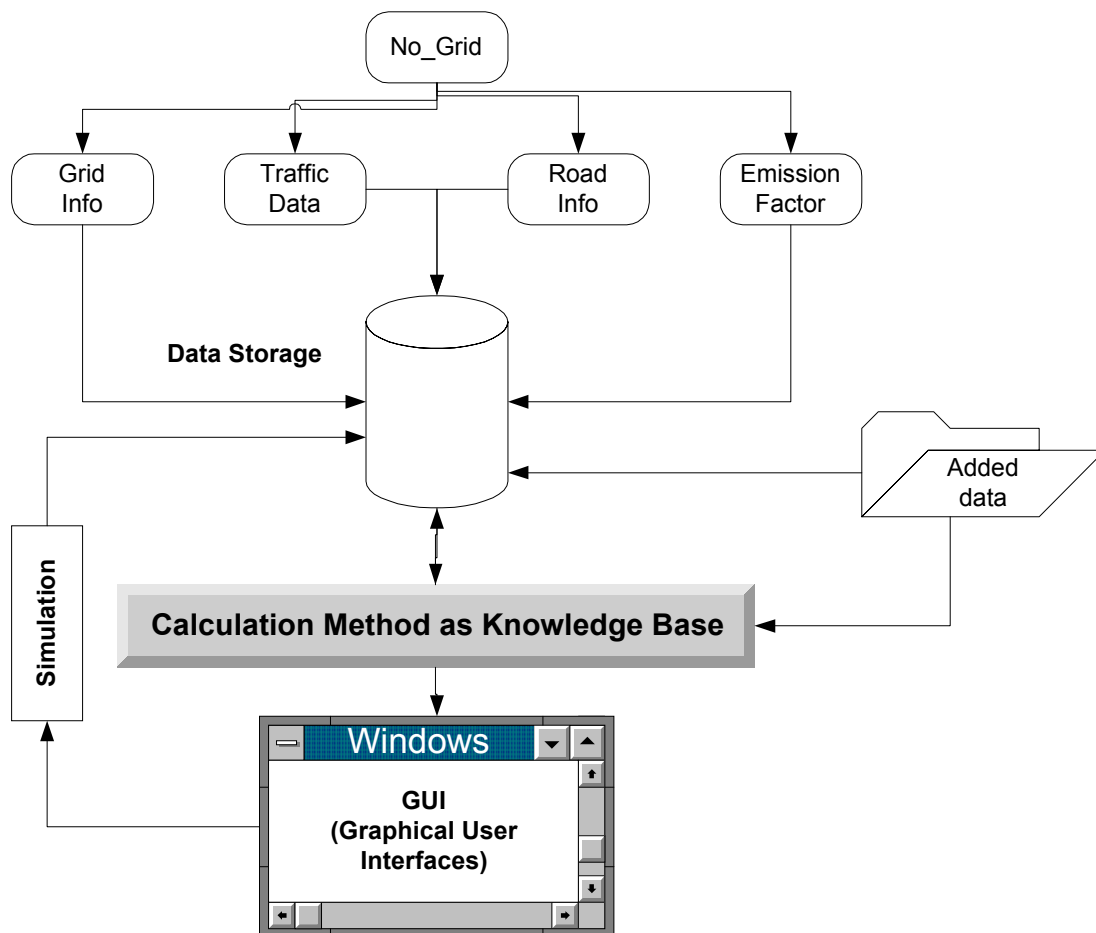 No_Grid
Grid
Info
Traffic
Data
Road
Info
Emission
Factor
Data Storage
Added
data
Simulation
Calculation Method as Knowledge Base
Windows
GUI
(Graphical User
Interfaces)